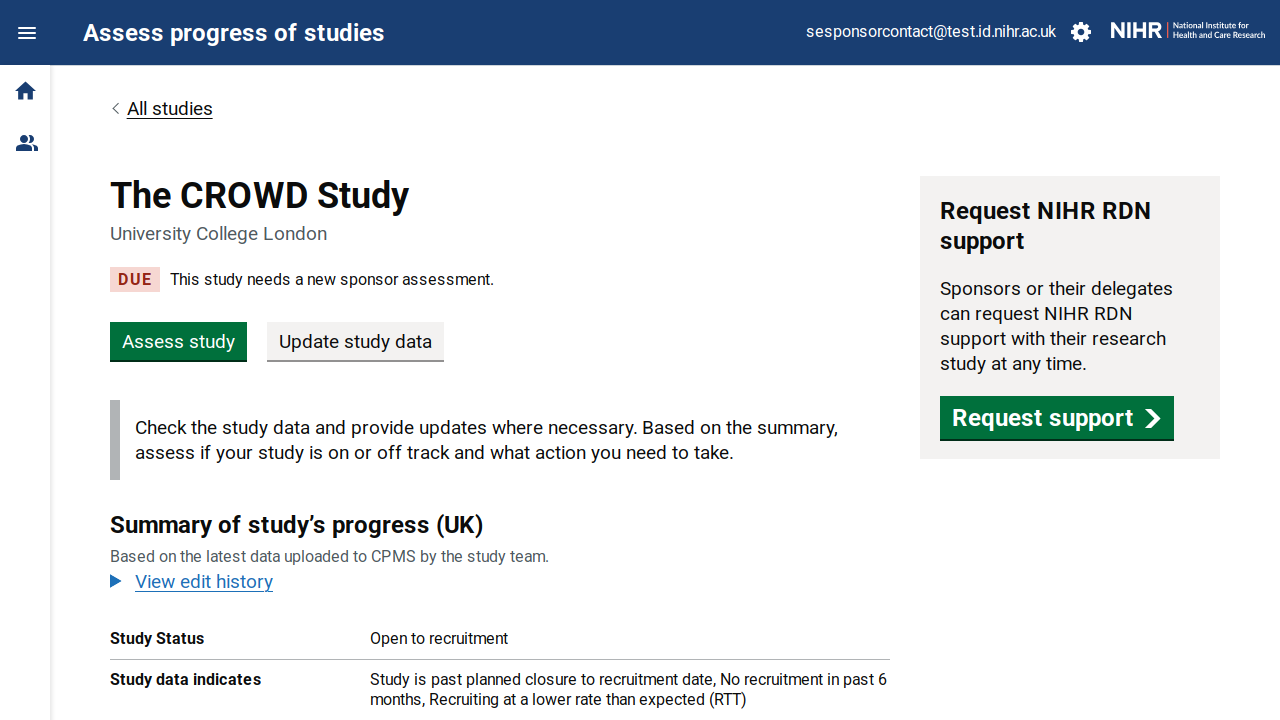 Assess progress of studies
sesponsorcontact@test.id.nihr.ac.uk
NIHR
National Institute for
Health and Care Research
All studies
The CROWD Study
University College London
DUE
This study needs a new sponsor assessment.
Assess study
Update study data
Check the study data and provide updates where necessary. Based on the summary,
assess if your study is on or off track and what action you need to take.
Summary of study’s progress (UK)
Based on the latest data uploaded to CPMS by the study team.
View edit history
Study Status
Open to recruitment
Study data indicates
Study is past planned closure to recruitment date, No recruitment in past 6
months, Recruiting at a lower rate than expected (RTT)
Request NIHR RDN
support
Sponsors or their delegates
can request NIHR RDN
support with their research
study at any time.
Request support